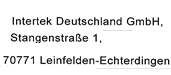 Intertek Deutschland GmbH,
Stangenstraße 1,
70771 Leinfelden-Echterdingen